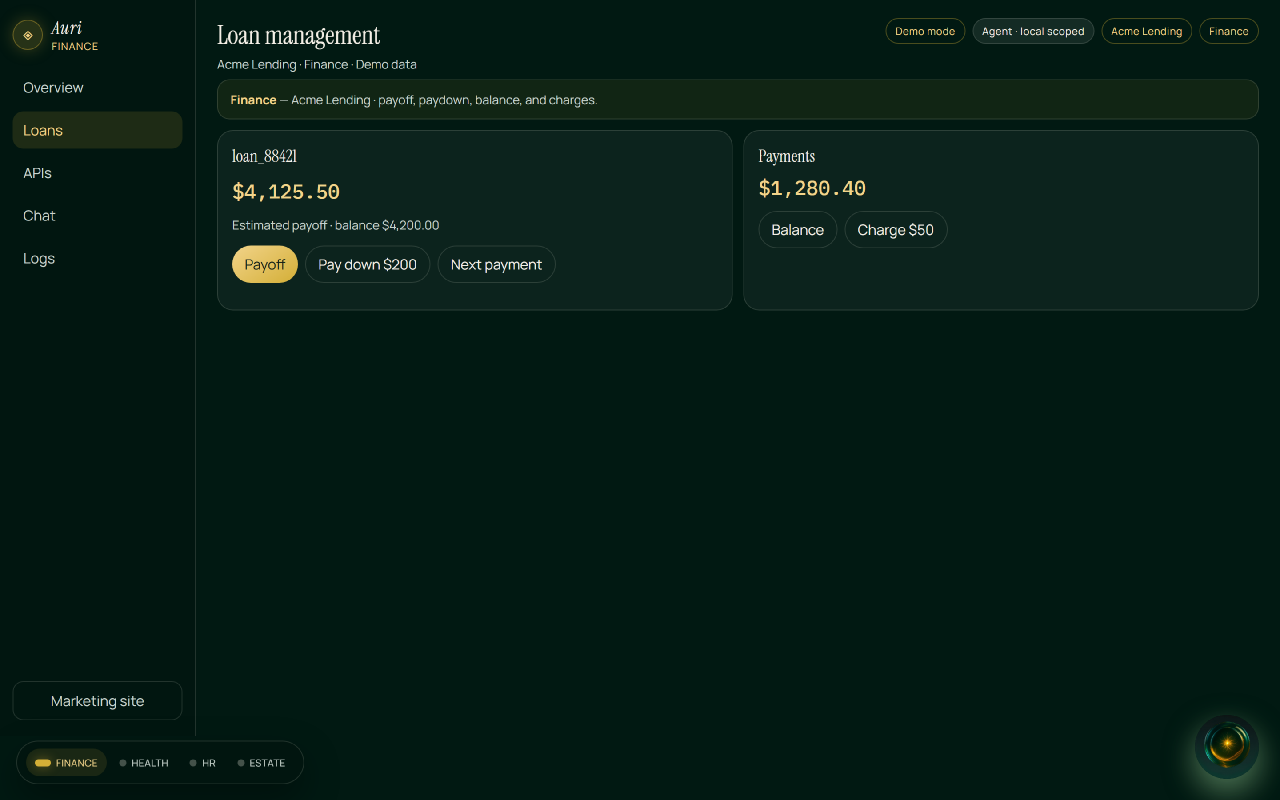 Auri
FINANCE
Overview
Loans
APIs
Chat
Logs
Marketing site
FINANCE
HEALTH
HR
ESTATE
Loan management
Acme Lending · Finance · Demo data
Demo mode
Agent · local scoped
Acme Lending
Finance
Finance — Acme Lending · payoff, paydown, balance, and charges.
loan_88421
$4,125.50
Estimated payoff · balance $4,200.00
Payoff
Pay down $200
Next payment
Payments
$1,280.40
Balance
Charge $50